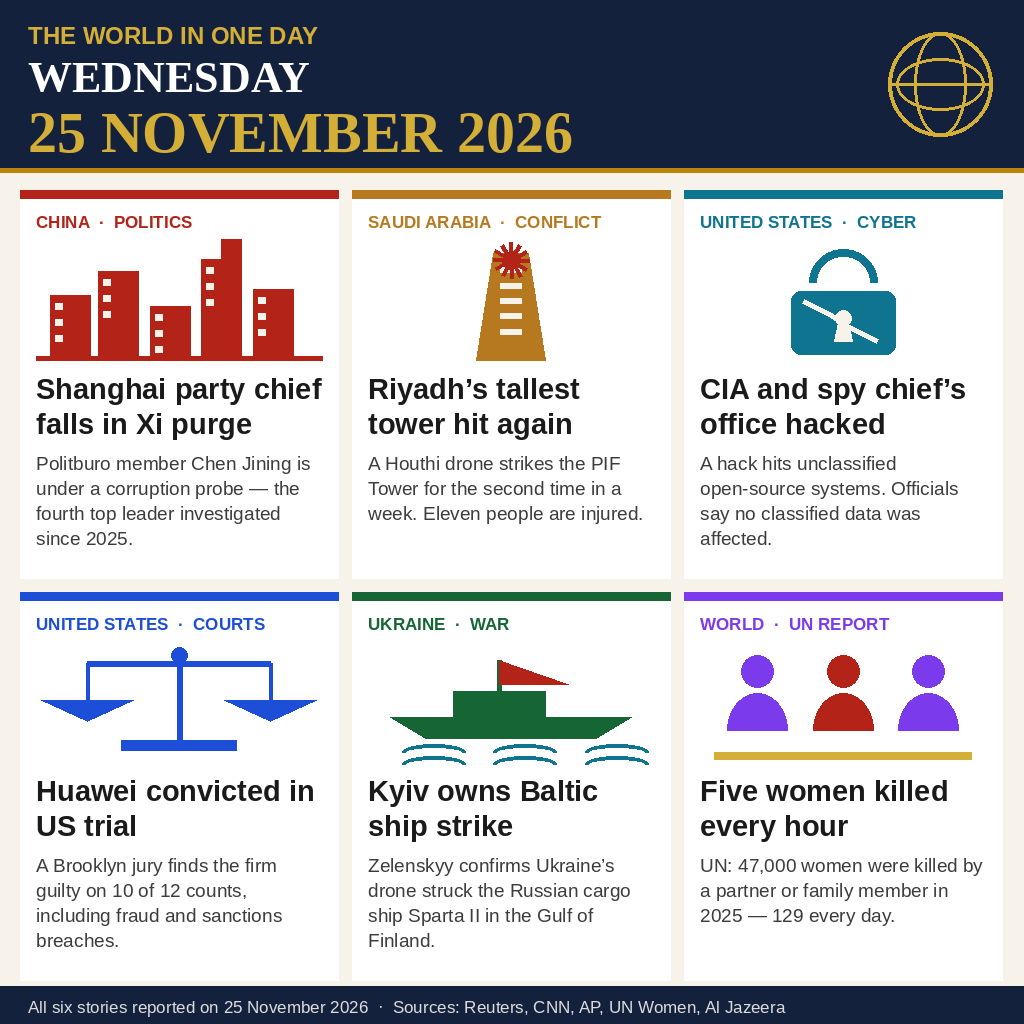 THE WORLD IN ONE DAY
WEDNESDAY
25 NOVEMBER 2026
CHINA · POLITICS
Shanghai party chief
falls in Xi purge
Politburo member Chen Jining is
under a corruption probe — the
fourth top leader investigated
since 2025.
SAUDI ARABIA · CONFLICT
Riyadh’s tallest
tower hit again
A Houthi drone strikes the PIF
Tower for the second time in a
week. Eleven people are injured.
UNITED STATES · CYBER
CIA and spy chief’s
office hacked
A hack hits unclassified
open-source systems. Officials
say no classified data was
affected.
UNITED STATES · COURTS
Huawei convicted in
US trial
A Brooklyn jury finds the firm
guilty on 10 of 12 counts,
including fraud and sanctions
breaches.
UKRAINE · WAR
Kyiv owns Baltic
ship strike
Zelenskyy confirms Ukraine’s
drone struck the Russian cargo
ship Sparta II in the Gulf of
Finland.
WORLD · UN REPORT
Five women killed
every hour
UN: 47,000 women were killed by
a partner or family member in
2025 — 129 every day.
All six stories reported on 25 November 2026 · Sources: Reuters, CNN, AP, UN Women, Al Jazeera